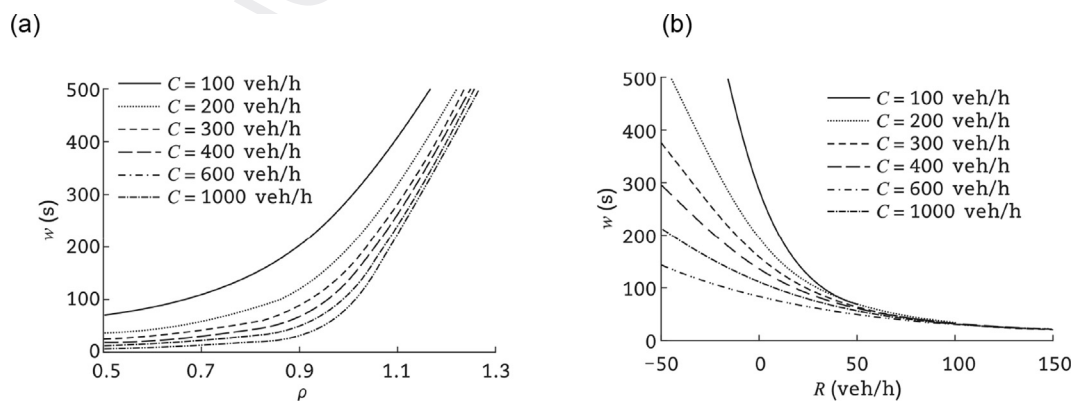 (a)
500
400
300
200
100
0
w (s)
C = 100 veh/h
C = 200 veh/h
C = 300 veh/h
C = 400 veh/h
C = 600 veh/h
C = 1000 veh/h
0.5 0.7 0.9 1.1 1.3
ρ
(b)
500
400
300
200
100
0
w (s)
C = 100 veh/h
C = 200 veh/h
C = 300 veh/h
C = 400 veh/h
C = 600 veh/h
C = 1000 veh/h
−50 0 50 100 150
R (veh/h)